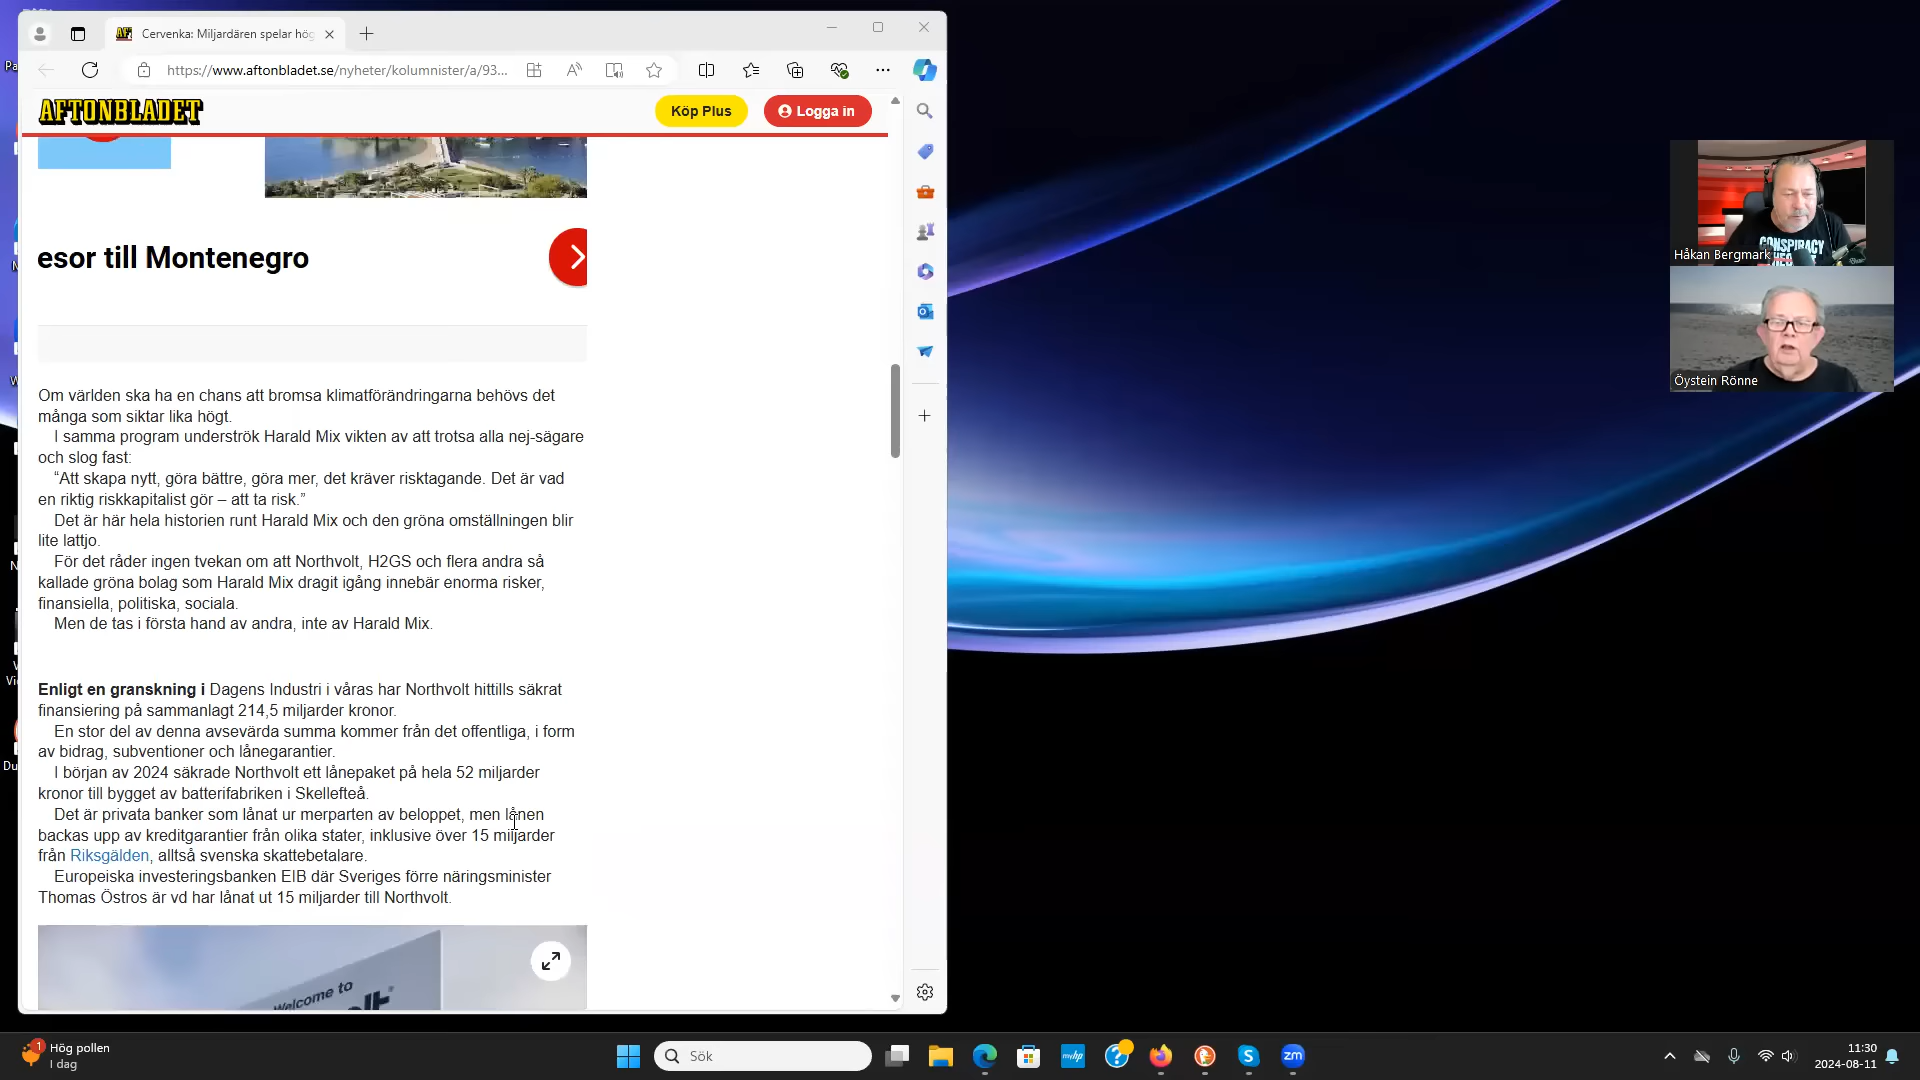 Cervenka: Miljardären spelar hög
https://www.aftonbladet.se/nyheter/kolumnister/a/93...
AFTONBLADET
Köp Plus
Logga in
esor till Montenegro
Om världen ska ha en chans att bromsa klimatförändringarna behövs det
många som siktar lika högt.
I samma program underströk Harald Mix vikten av att trotsa alla nej-sägare
och slog fast:
“Att skapa nytt, göra bättre, göra mer, det kräver risktagande. Det är vad
en riktig riskkapitalist gör – att ta risk.”
Det är här hela historien runt Harald Mix och den gröna omställningen blir
lite lattjo.
För det råder ingen tvekan om att Northvolt, H2GS och flera andra så
kallade gröna bolag som Harald Mix dragit igång innebär enorma risker,
finansiella, politiska, sociala.
Men de tas i första hand av andra, inte av Harald Mix.
Enligt en granskning i Dagens Industri i våras har Northvolt hittills säkrat
finansiering på sammanlagt 214,5 miljarder kronor.
En stor del av denna avsevärda summa kommer från det offentliga, i form
av bidrag, subventioner och lånegarantier.
I början av 2024 säkrade Northvolt ett lånepaket på hela 52 miljarder
kronor till bygget av batterifabriken i Skellefteå.
Det är privata banker som lånat ur merparten av beloppet, men lånen
backas upp av kreditgarantier från olika stater, inklusive över 15 miljarder
från Riksgälden, alltså svenska skattebetalare.
Europeiska investeringsbanken EIB där Sveriges förre näringsminister
Thomas Östros är vd har lånat ut 15 miljarder till Northvolt.
Welcome to
CONSPIRACY
Håkan Bergmark
Öystein Rönne
1
Hög pollen
I dag
Sök
myhp
zm
11:30
2024-08-11